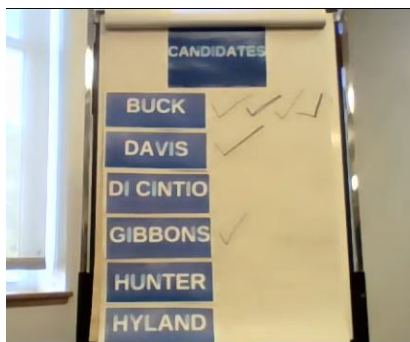 CANDIDATES
BUCK ✓ ✓ ✓ ✓
DAVIS ✓
DI CINTIO
GIBBONS ✓
HUNTER
HYLAND